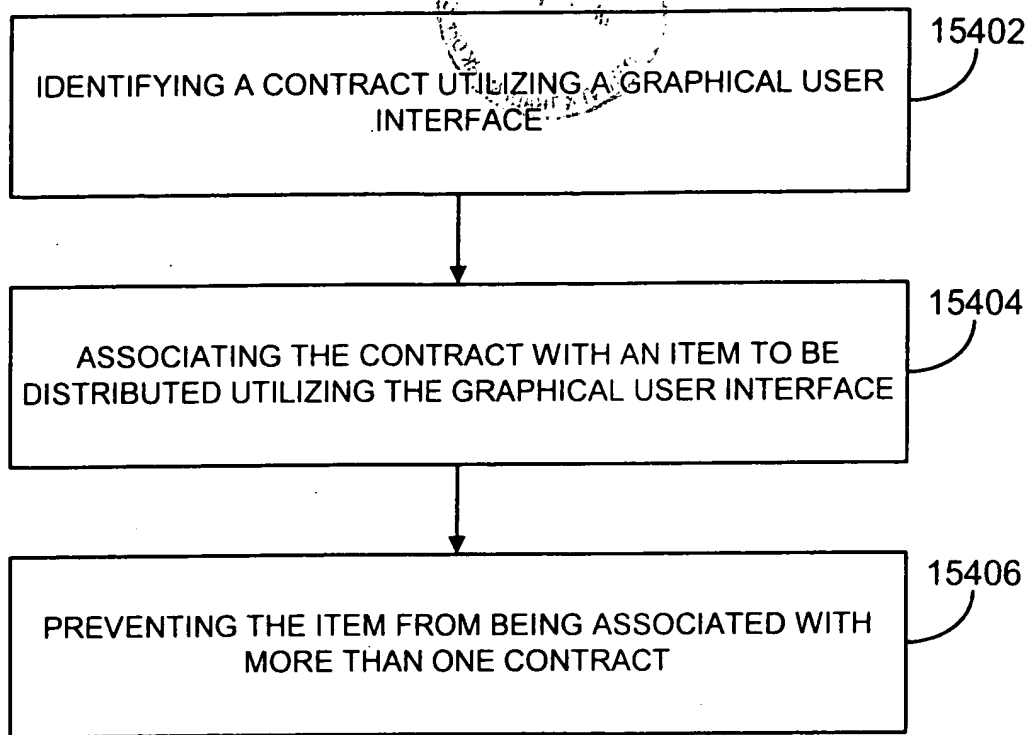 15402
IDENTIFYING A CONTRACT UTILIZING A GRAPHICAL USER
INTERFACE
15404
ASSOCIATING THE CONTRACT WITH AN ITEM TO BE
DISTRIBUTED UTILIZING THE GRAPHICAL USER INTERFACE
15406
PREVENTING THE ITEM FROM BEING ASSOCIATED WITH
MORE THAN ONE CONTRACT